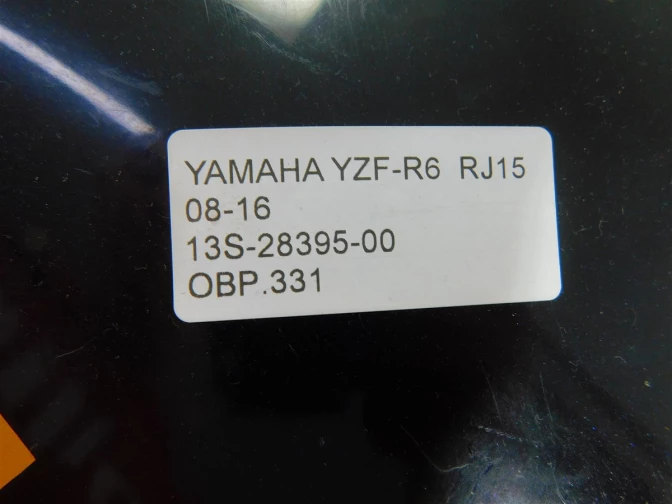 YAMAHA YZF-R6 RJ15
08-16
13S-28395-00
OBP.331